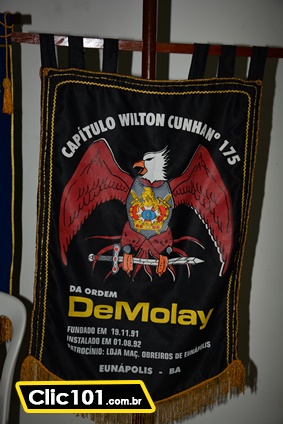 CAPÍTULO WILTON CUNHA Nº 175
DA ORDEM
DeMolay
FUNDADO EM 19.11.91
INSTALADO EM 01.08.92
PATROCÍNIO: LOJA MAÇ. OBREIROS DE EUNÁPOLIS
EUNÁPOLIS - BA
Clic101.com.br